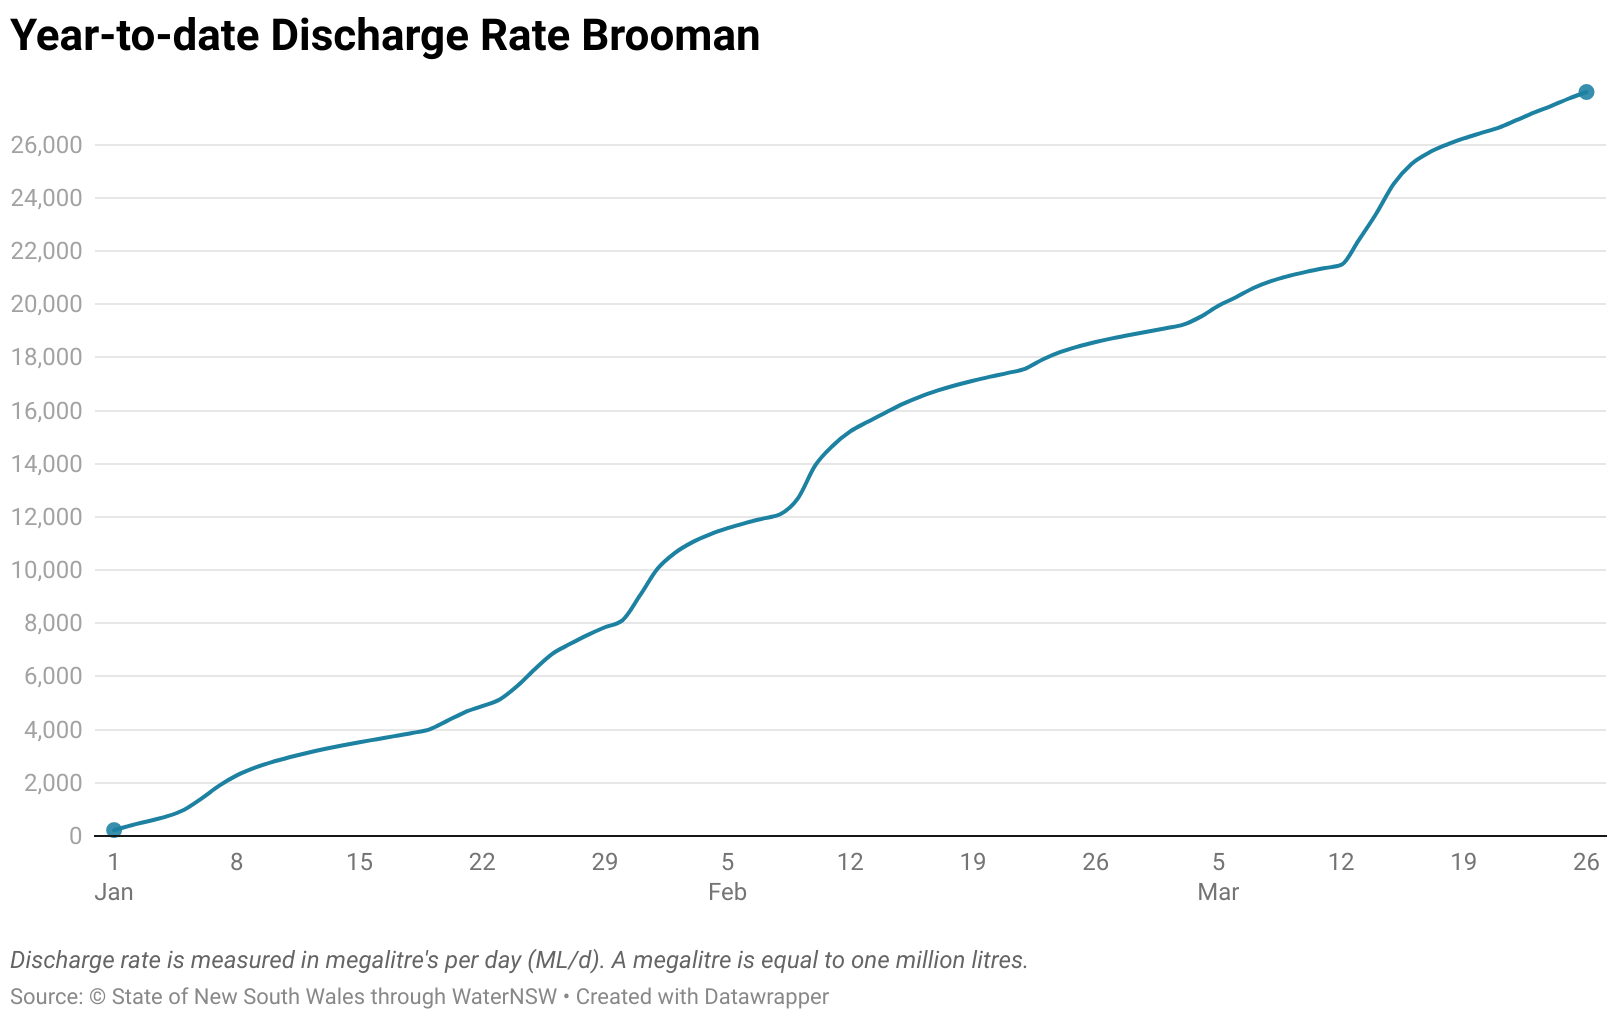 Year-to-date Discharge Rate Brooman
26,000
24,000
22,000
20,000
18,000
16,000
14,000
12,000
10,000
8,000
6,000
4,000
2,000
0
1 8 15 22 29 5 12 19 26 5 12 19 26
Jan Feb Mar
Discharge rate is measured in megalitre's per day (ML/d). A megalitre is equal to one million litres.
Source: © State of New South Wales through WaterNSW • Created with Datawrapper